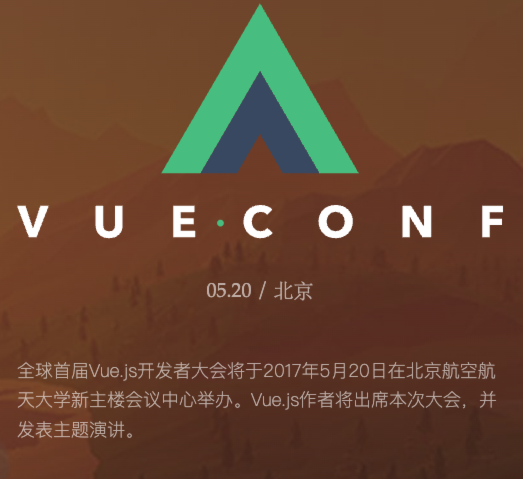 VUE·CONF
05.20 / 北京
全球首届Vue.js开发者大会将于2017年5月20日在北京航空航
天大学新主楼会议中心举办。Vue.js作者将出席本次大会，并
发表主题演讲。